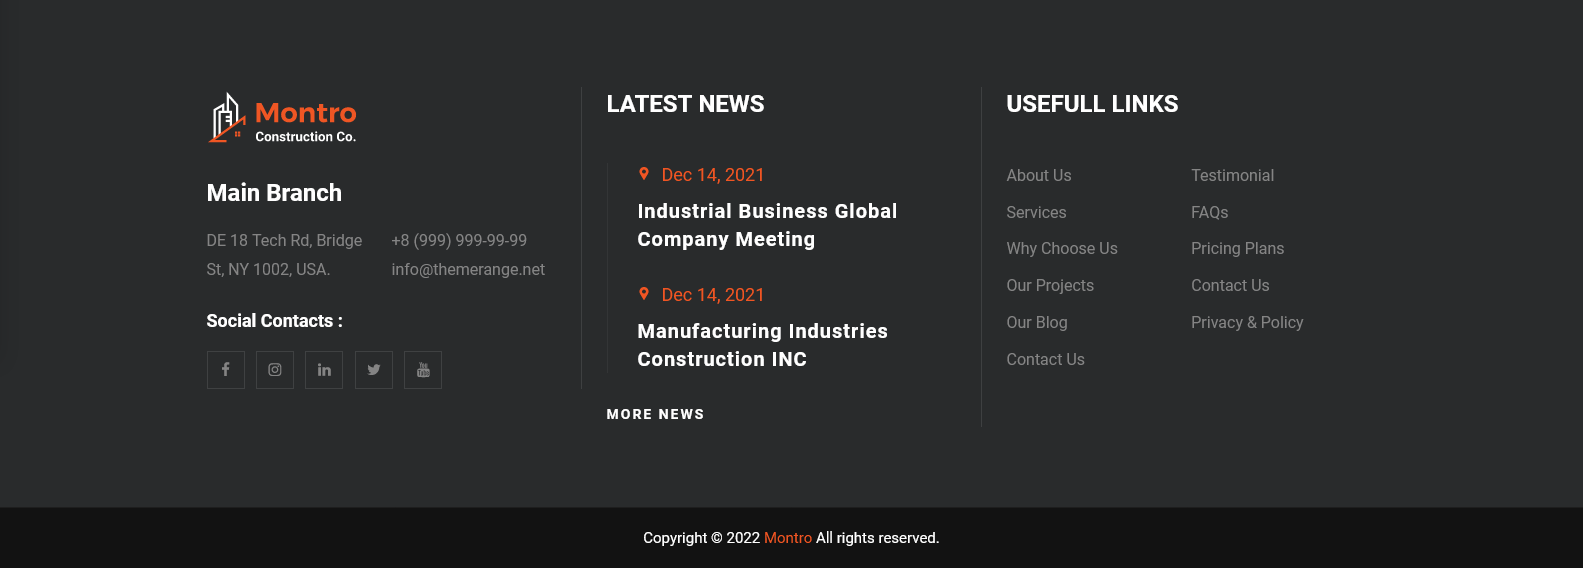 Montro
Construction Co.
Main Branch
DE 18 Tech Rd, Bridge
St, NY 1002, USA.
+8 (999) 999-99-99
info@themerange.net
Social Contacts :
You
Tube
LATEST NEWS
Dec 14, 2021
Industrial Business Global
Company Meeting
Dec 14, 2021
Manufacturing Industries
Construction INC
MORE NEWS
USEFULL LINKS
About Us
Services
Why Choose Us
Our Projects
Our Blog
Contact Us
Testimonial
FAQs
Pricing Plans
Contact Us
Privacy & Policy
Copyright © 2022 Montro All rights reserved.